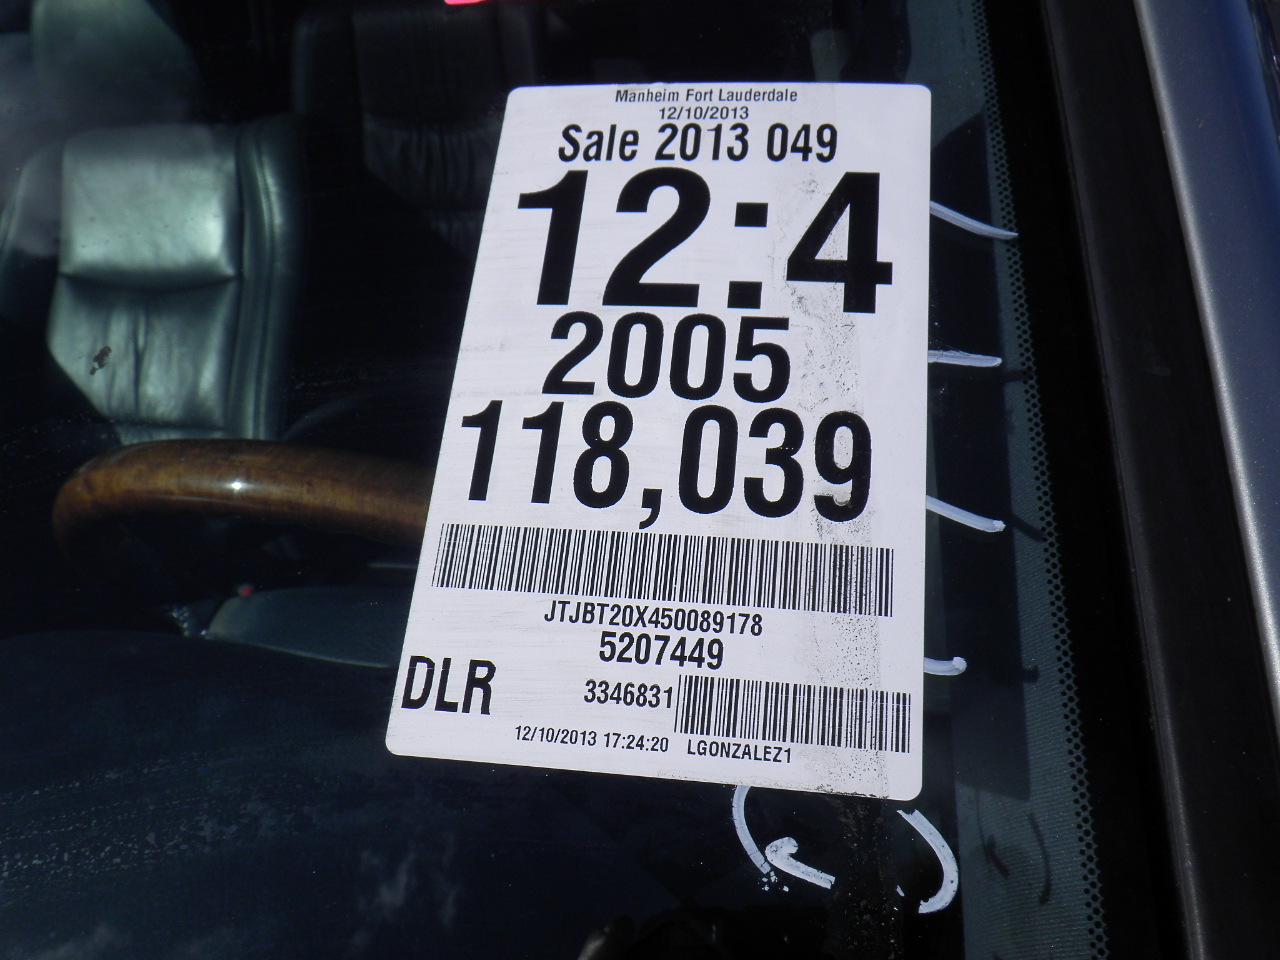 Manheim Fort Lauderdale
12/10/2013
Sale 2013 049
12:4
2005
118,039
JTJBT20X450089178
5207449
DLR 3346831
12/10/2013 17:24:20 LGONZALEZ1